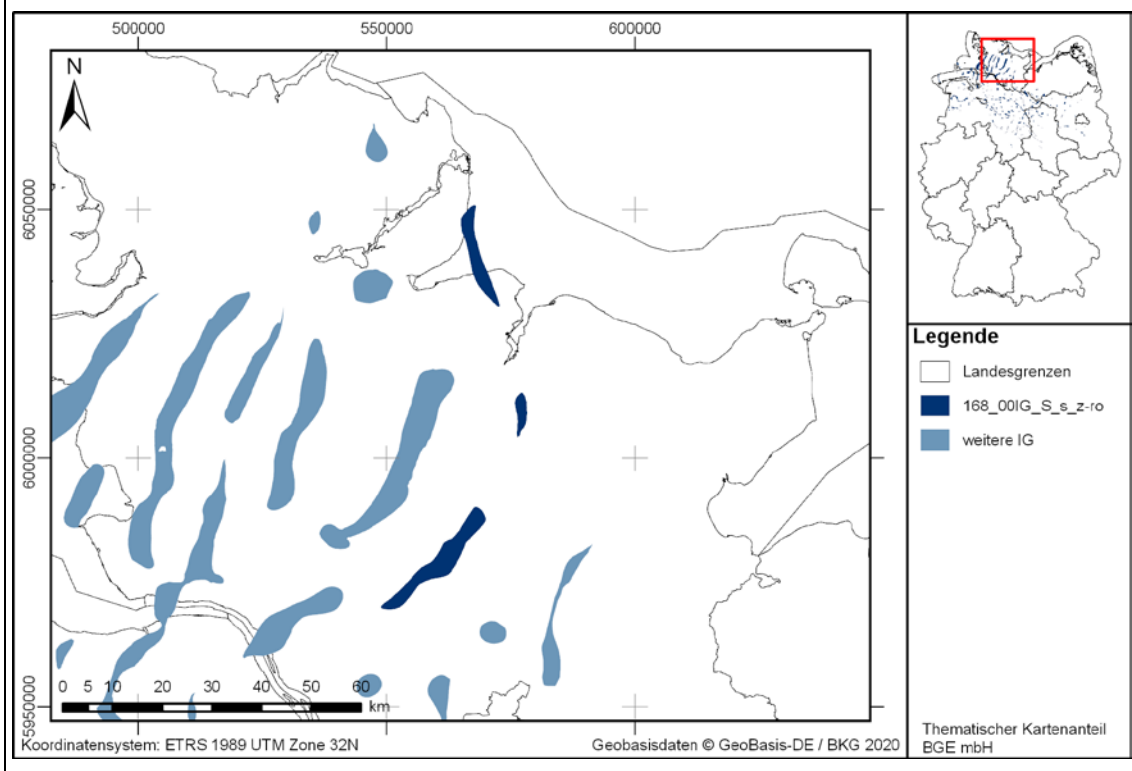 500000 550000 600000
N
6050000
6000000
5950000
0 5 10 20 30 40 50 60
km
Koordinatensystem: ETRS 1989 UTM Zone 32N
Geobasisdaten © GeoBasis-DE / BKG 2020
Legende
Landesgrenzen
168_00IG_S_s_z-ro
weitere IG
Thematischer Kartenanteil
BGE mbH